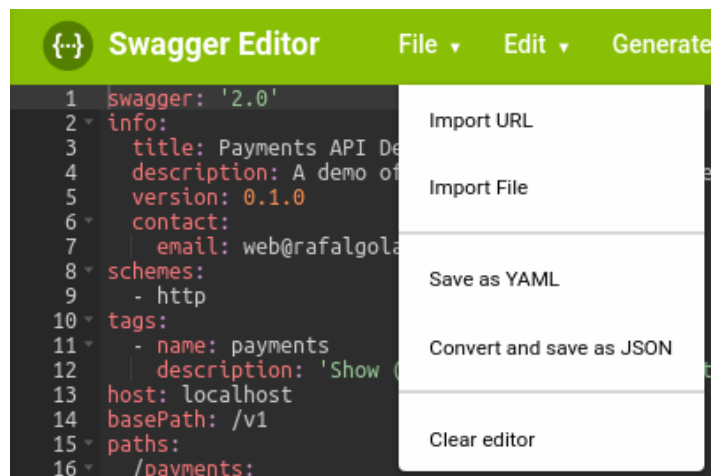 {···} Swagger Editor File ▾ Edit ▾ Generate
1 swagger: '2.0'
2 info:
3 title: Payments API De
4 description: A demo of
5 version: 0.1.0
6 contact:
7 email: web@rafalgola
8 schemes:
9 - http
10 tags:
11 - name: payments
12 description: 'Show (
13 host: localhost
14 basePath: /v1
15 paths:
16 /payments:
Import URL
Import File
Save as YAML
Convert and save as JSON
Clear editor